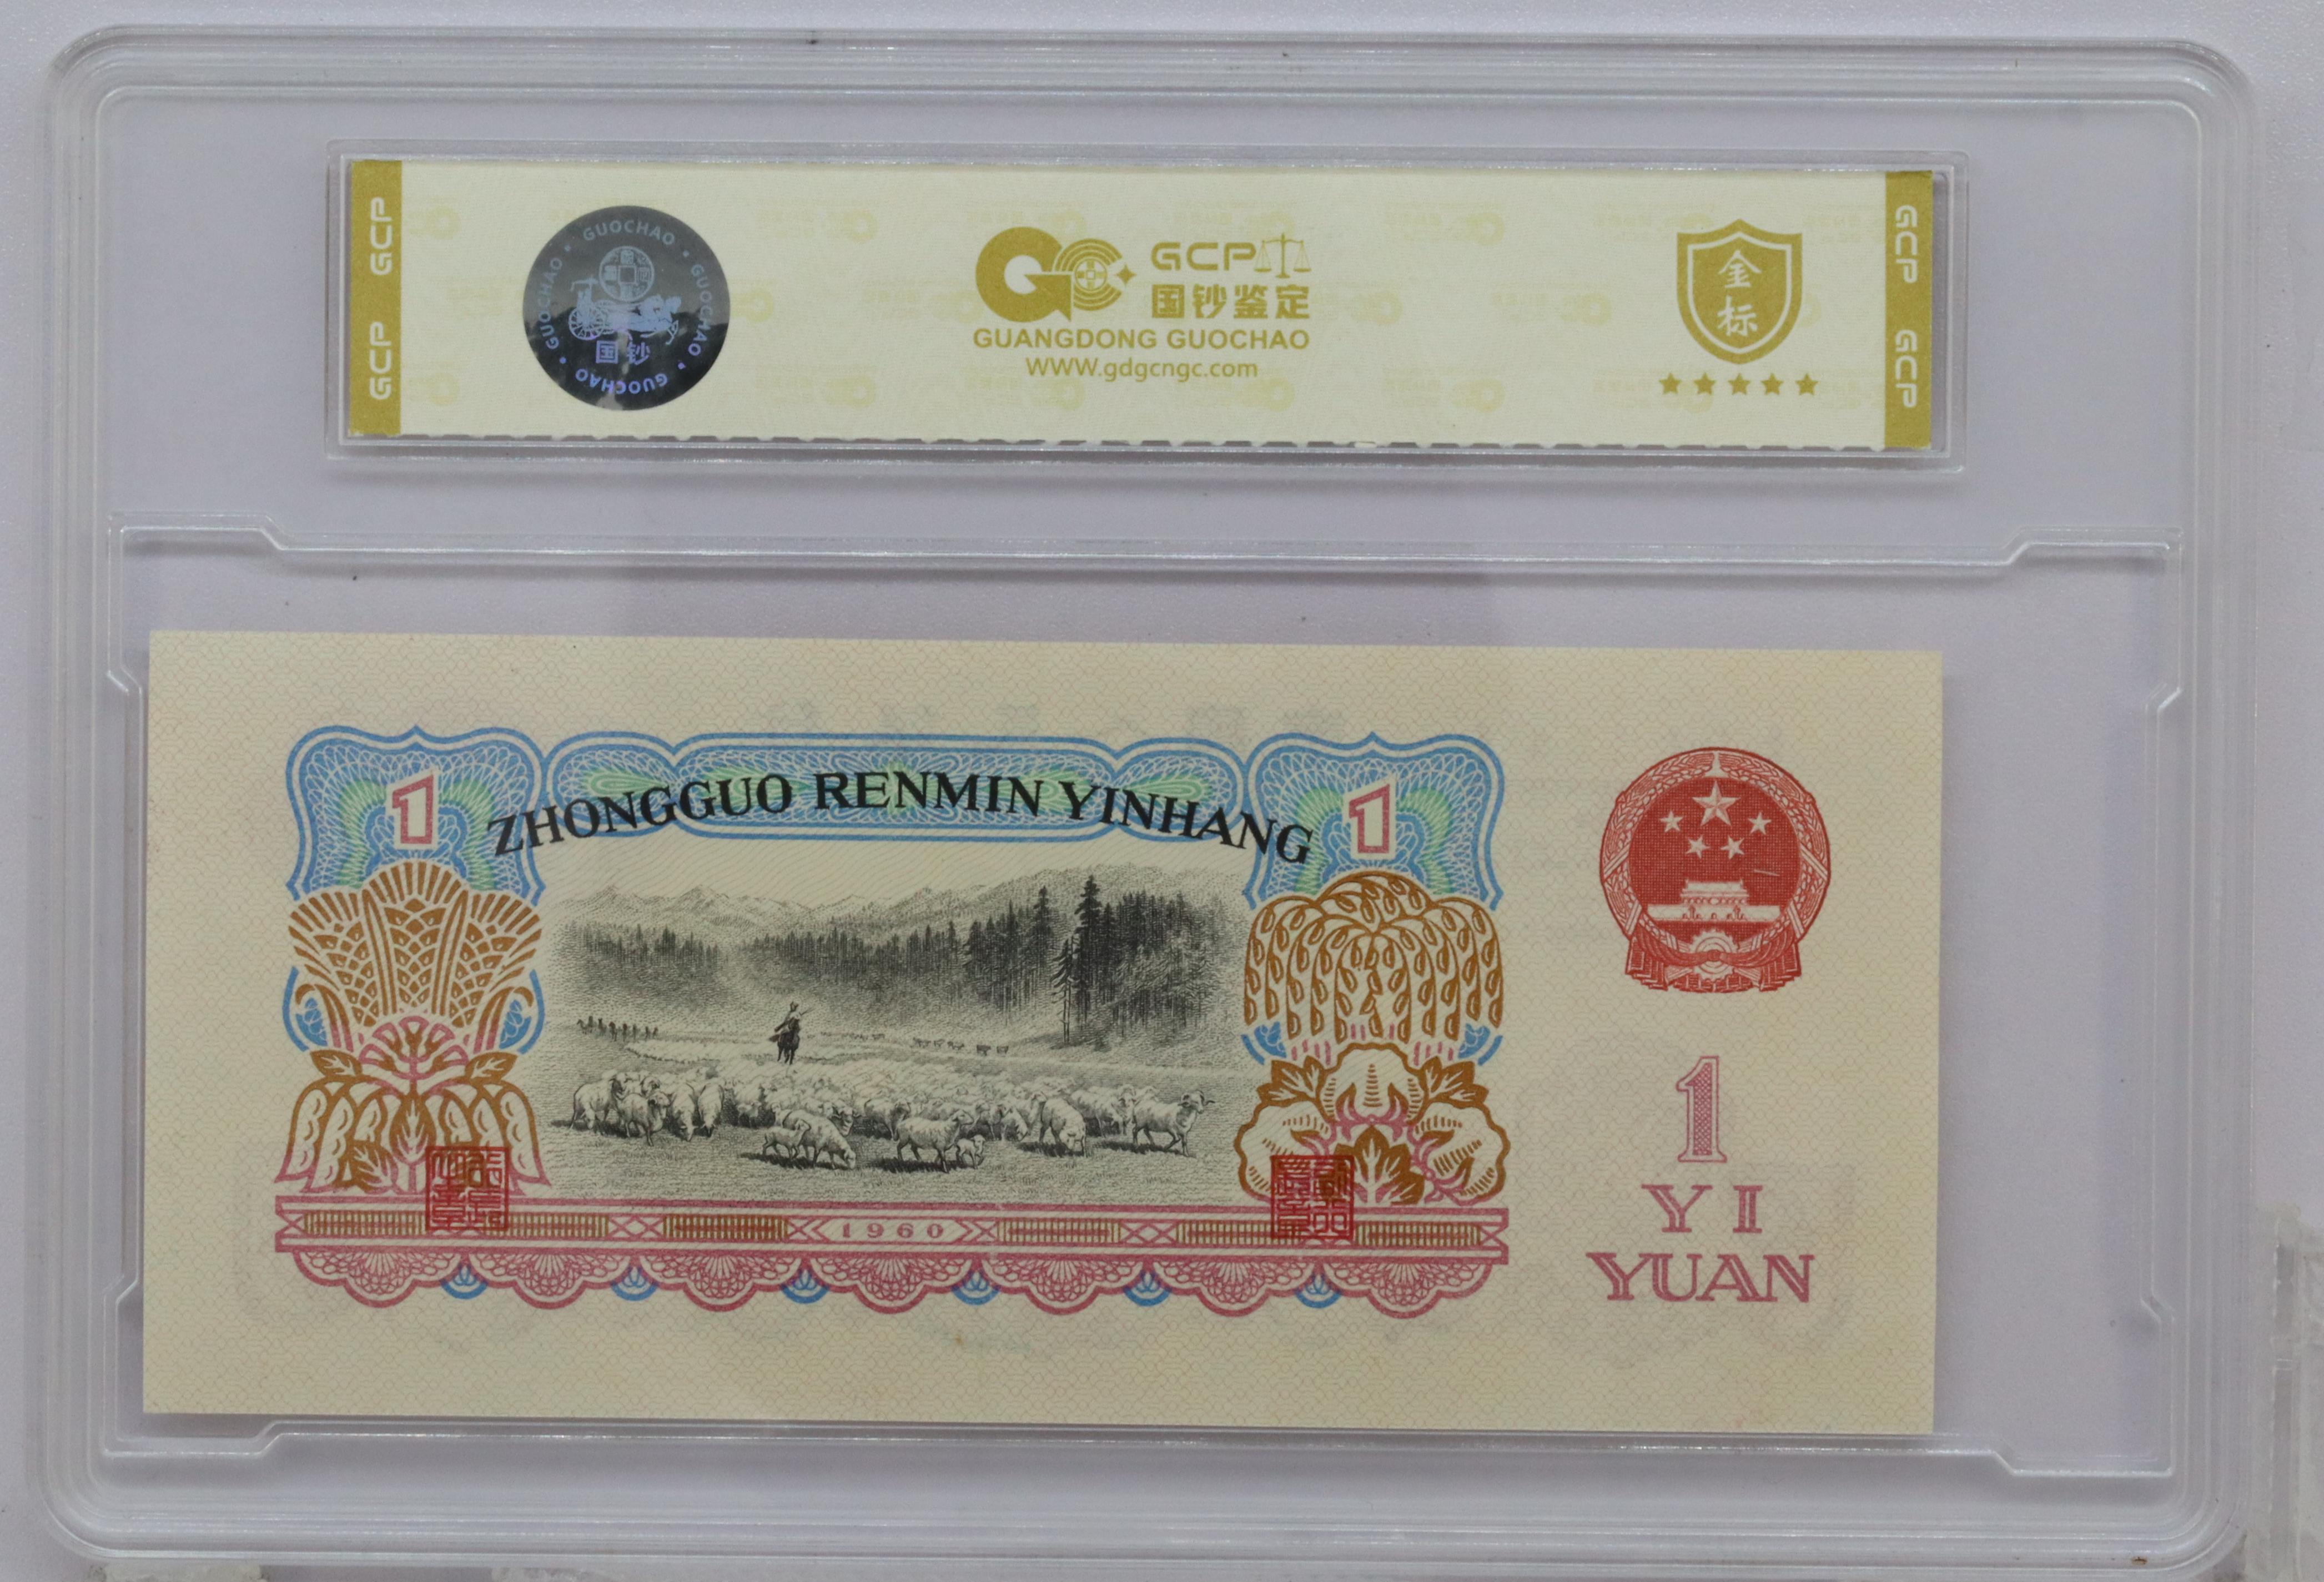 GCP GCP
GUOCHAO · GUOCHAO · GUOCHAO · GUOCHAO
国钞
GC
GCP
国钞鉴定
GUANGDONG GUOCHAO
WWW.gdgcngc.com
金
标
GCP GCP
1
ZHONGGUO RENMIN YINHANG
1
1960
1
YI
YUAN